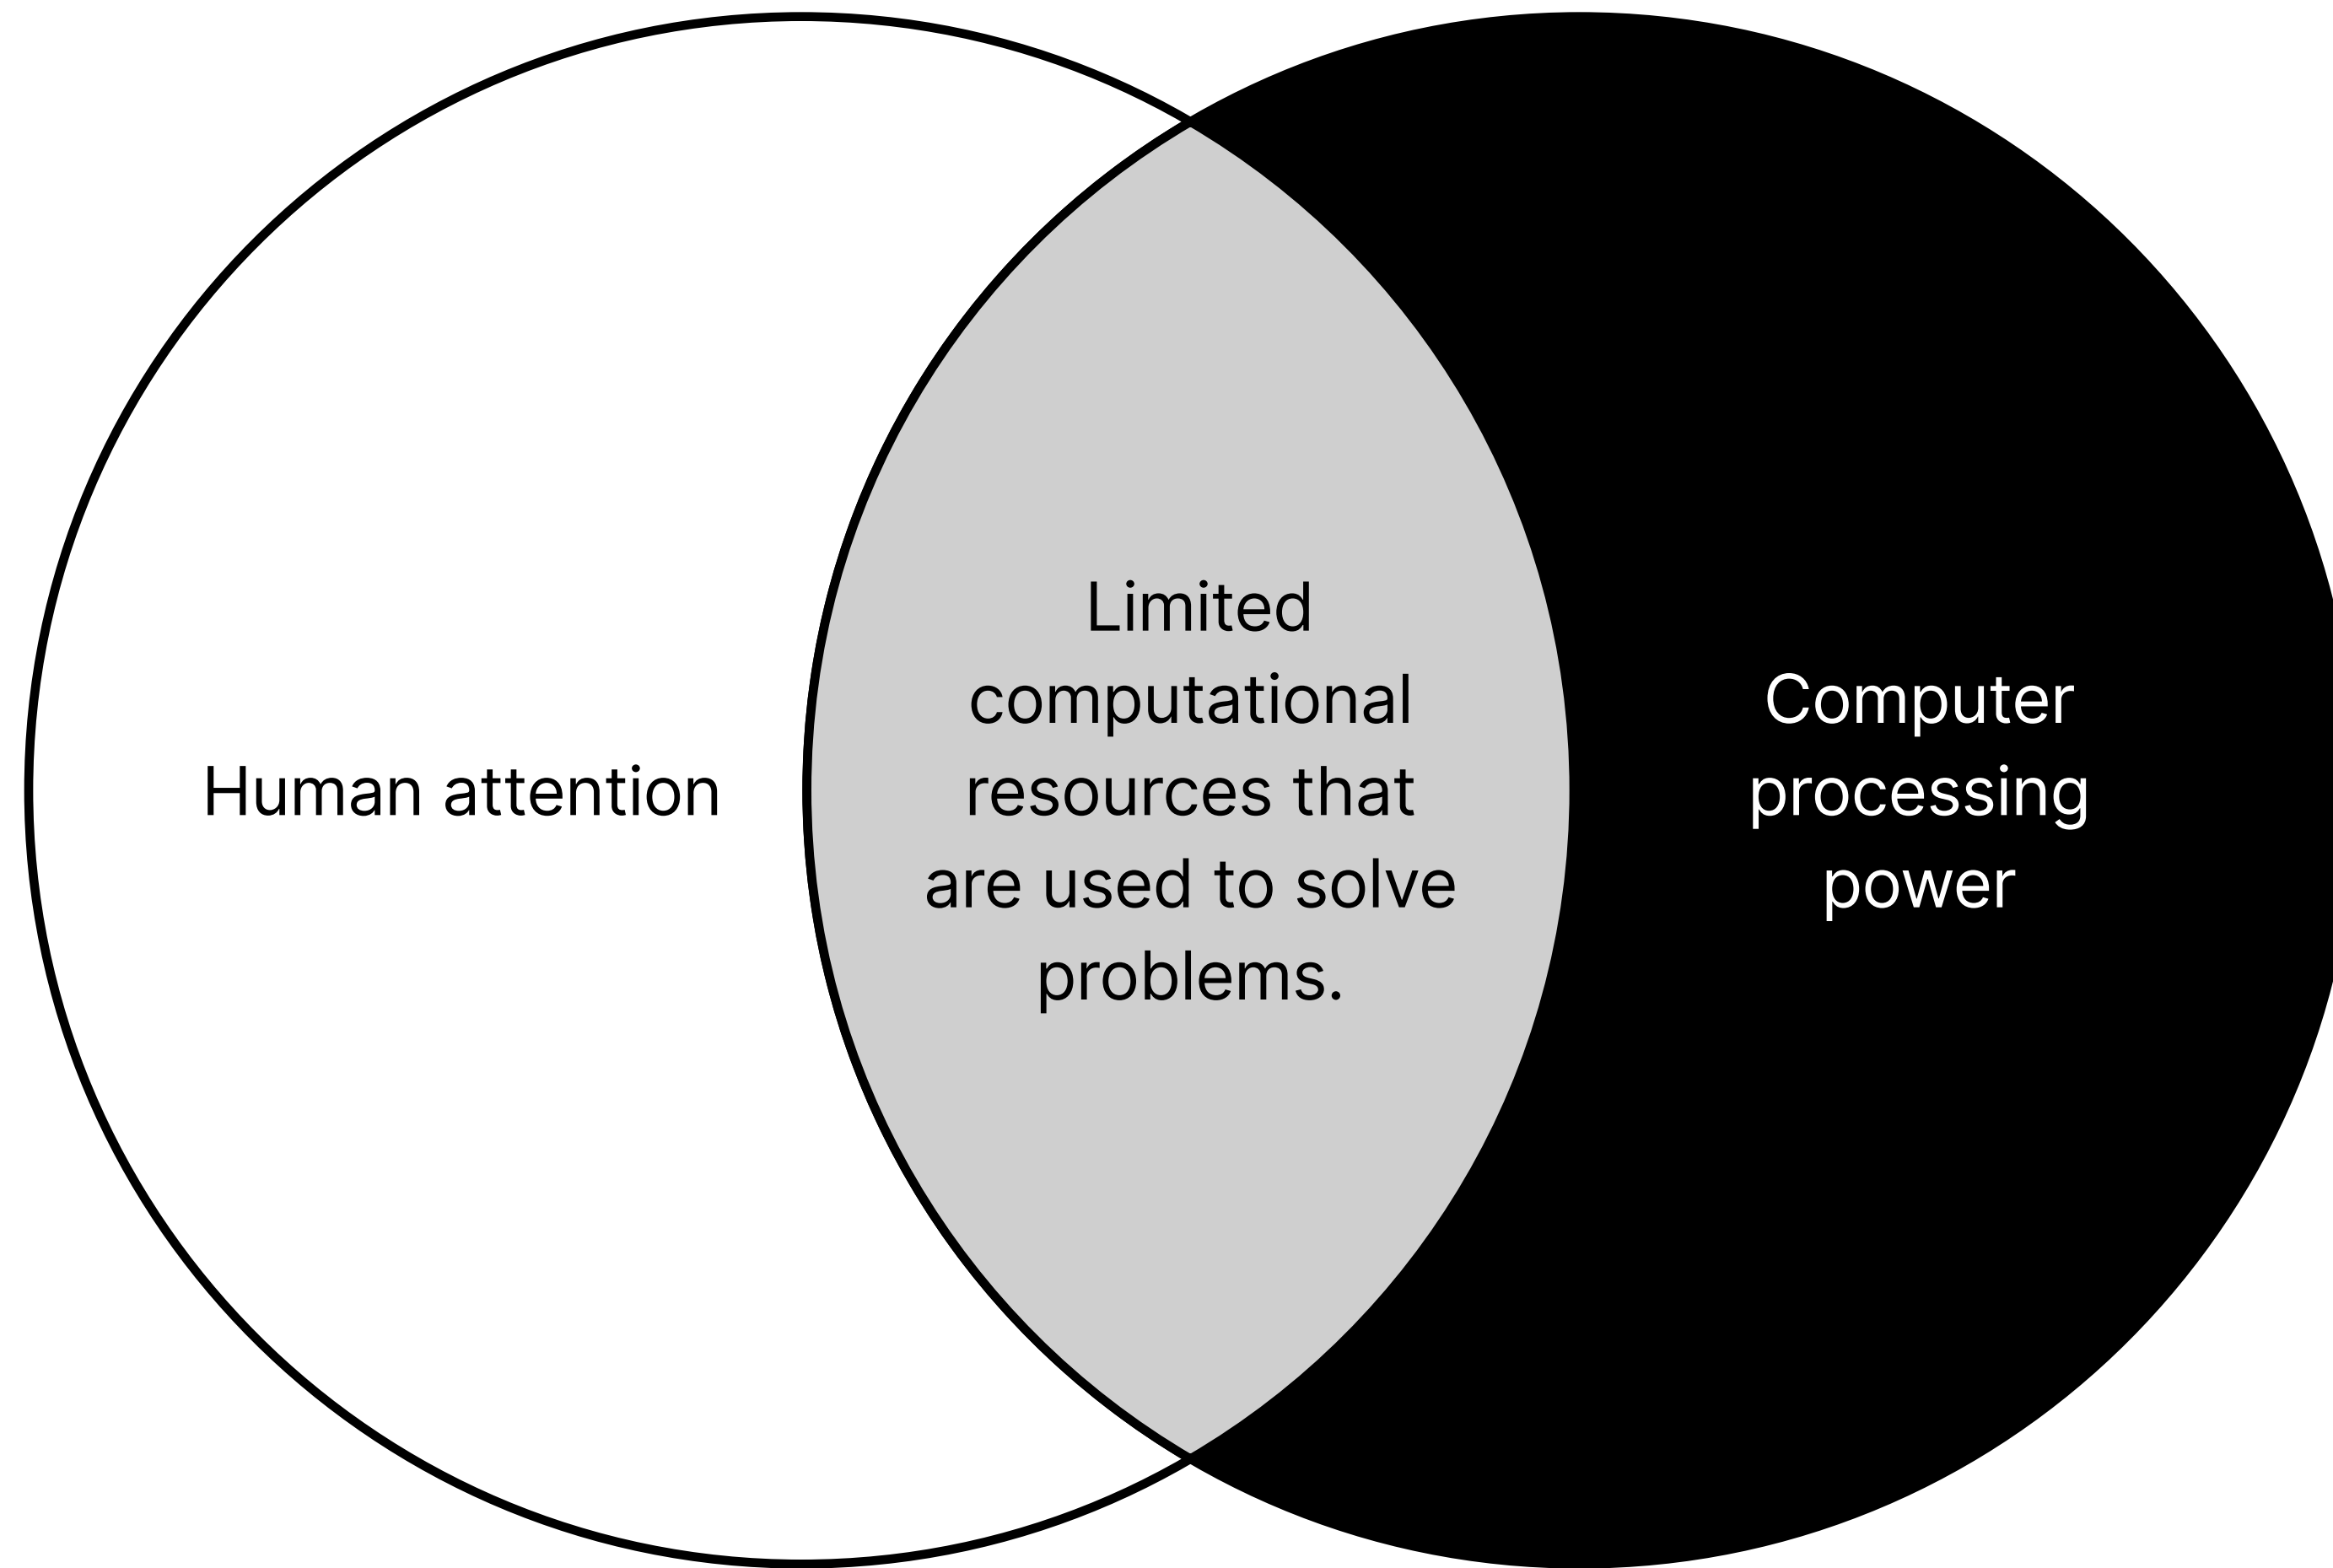 Human attention
Limited
computational
resources that
are used to solve
problems.
Computer
processing
power